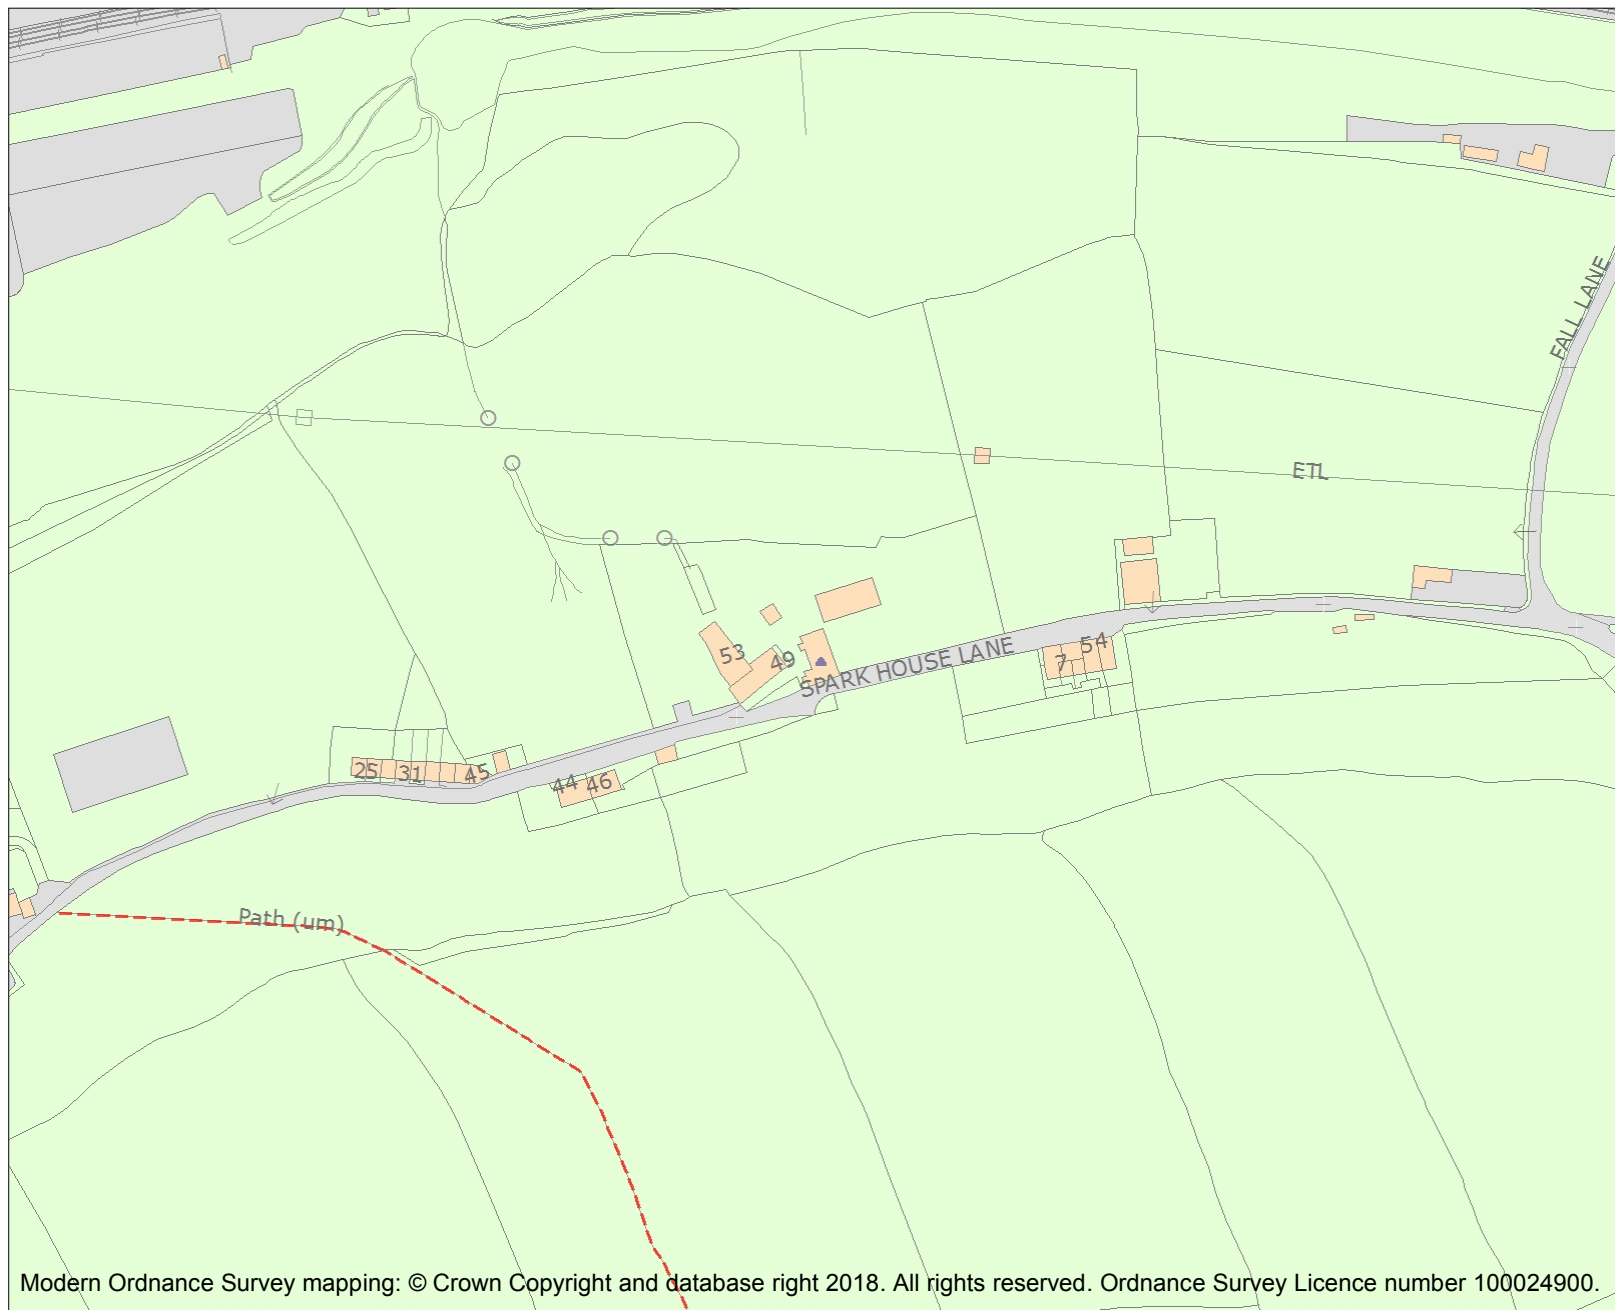 FALL LANE
ETL
53
49
SPARK HOUSE LANE
7
54
25
31
45
44
46
Path (um)
Modern Ordnance Survey mapping: © Crown Copyright and database right 2018. All rights reserved. Ordnance Survey Licence number 100024900.